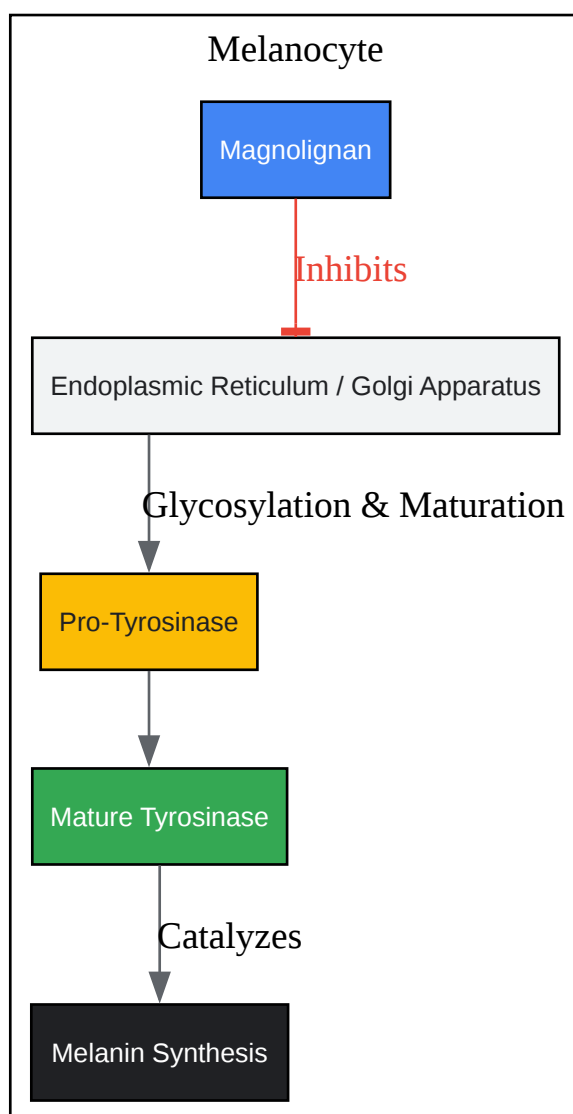 Melanocyte
Magnolignan
Inhibits
Endoplasmic Reticulum / Golgi Apparatus
Glycosylation & Maturation
Pro-Tyrosinase
Mature Tyrosinase
Catalyzes
Melanin Synthesis